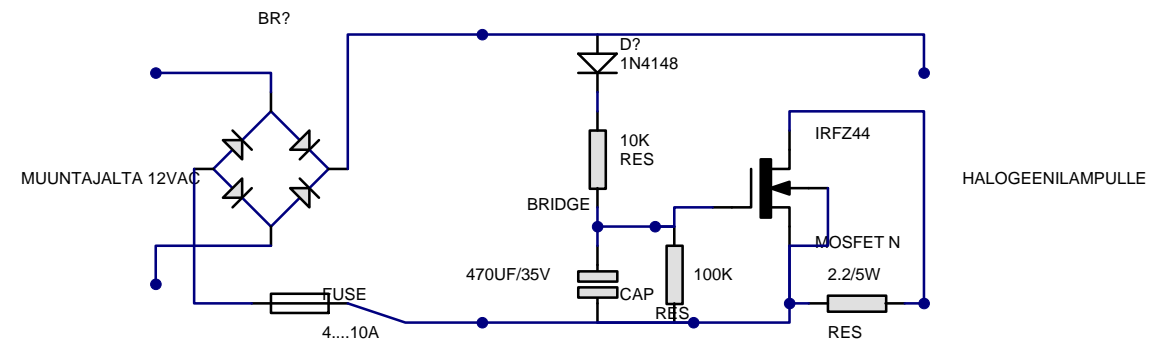 BR?
D?
1N4148
10K
RES
IRFZ44
MUUNTAJALTA 12VAC
HALOGEENILAMPULLE
BRIDGE
MOSFET N
470UF/35V
CAP
100K
RES
2.2/5W
RES
FUSE
4....10A